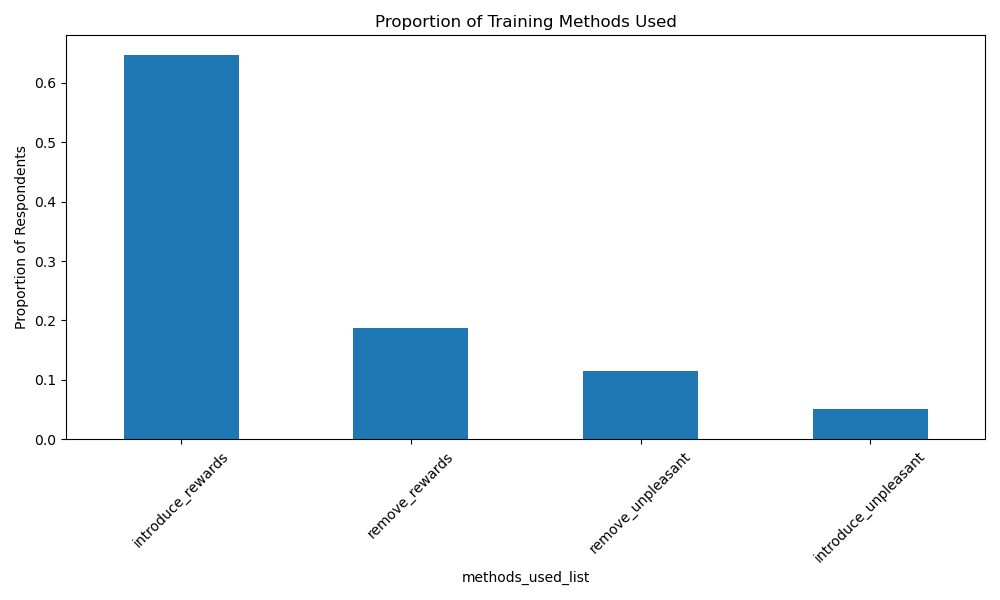 Proportion of Training Methods Used
Proportion of Respondents
0.6
0.5
0.4
0.3
0.2
0.1
0.0
introduce_rewards
remove_rewards
remove_unpleasant
introduce_unpleasant
methods_used_list